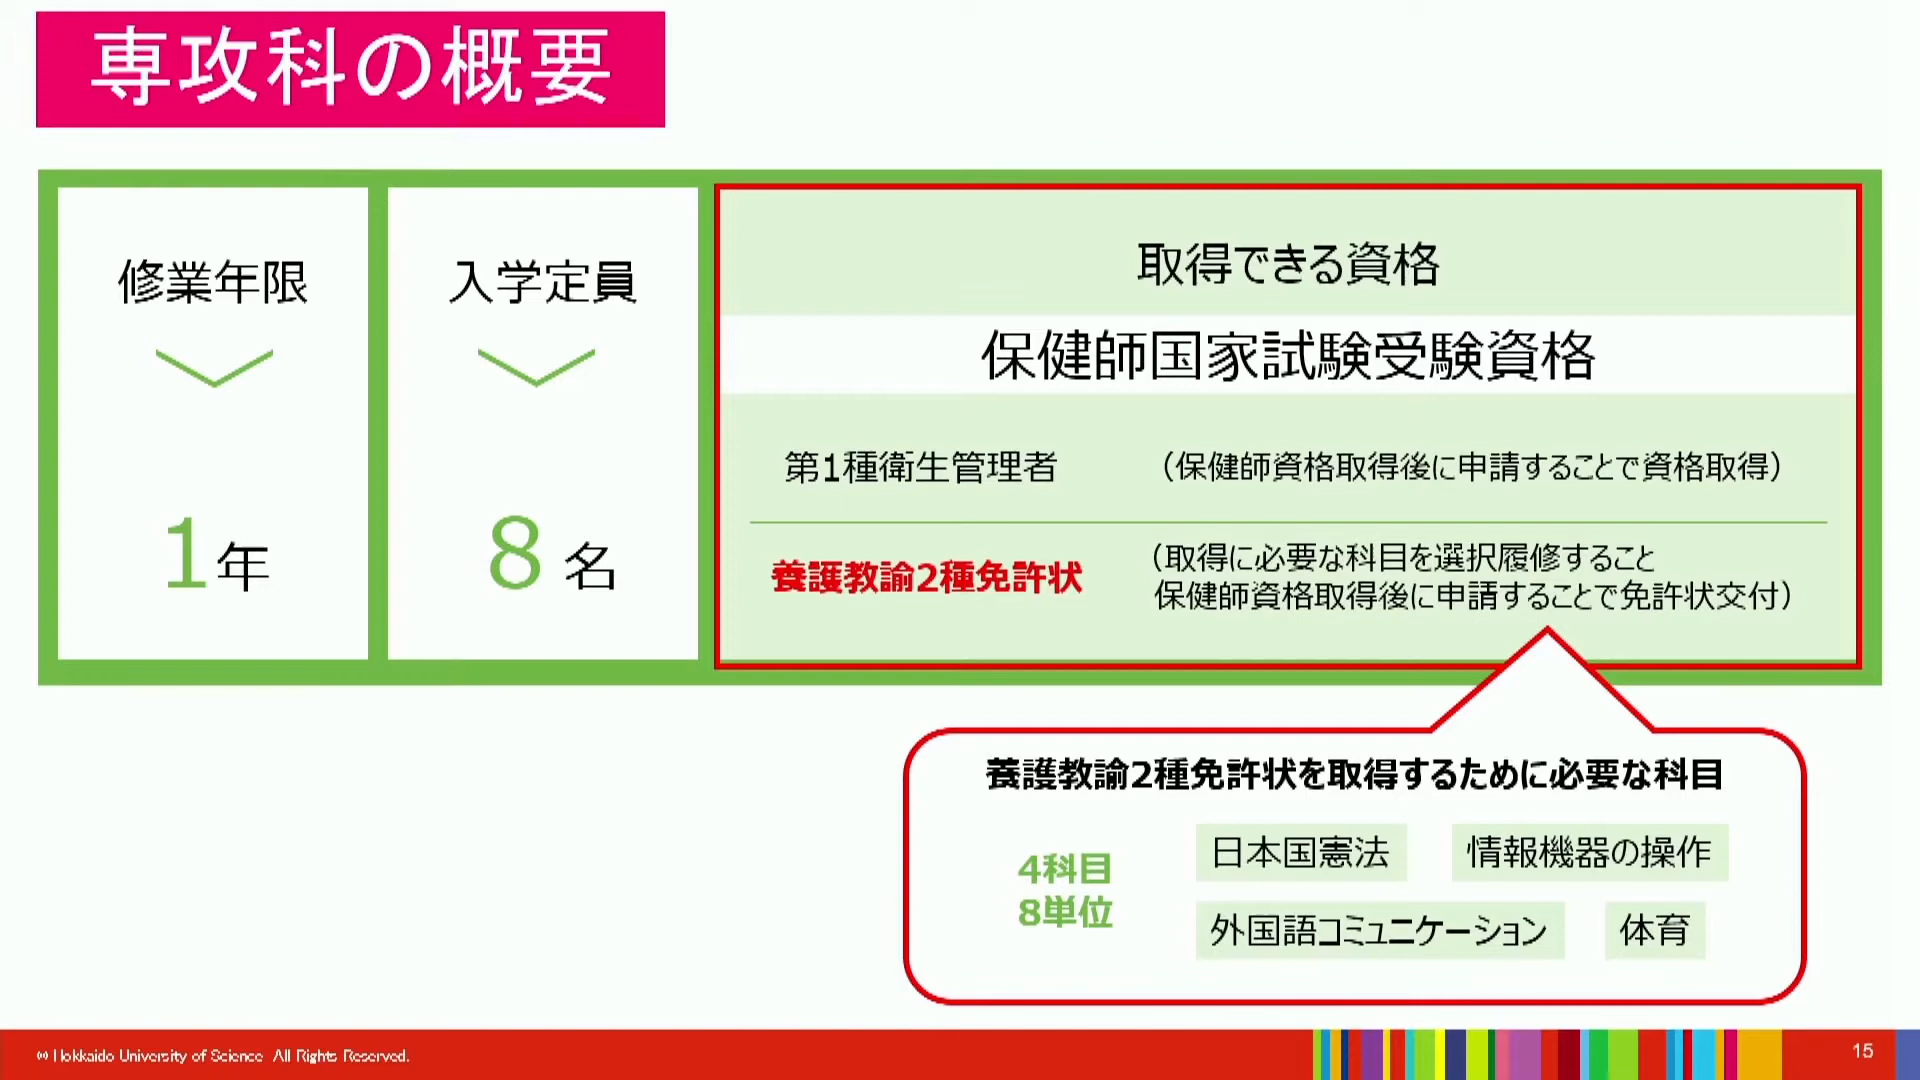 専攻科の概要
修業年限
1年
入学定員
8名
取得できる資格
保健師国家試験受験資格
第1種衛生管理者 （保健師資格取得後に申請することで資格取得）
養護教諭2種免許状 （取得に必要な科目を選択履修すること
保健師資格取得後に申請することで免許状交付）
養護教諭2種免許状を取得するために必要な科目
4科目
8単位
日本国憲法 情報機器の操作
外国語コミュニケーション 体育
Hokkaido University of Science All Rights Reserved.
15